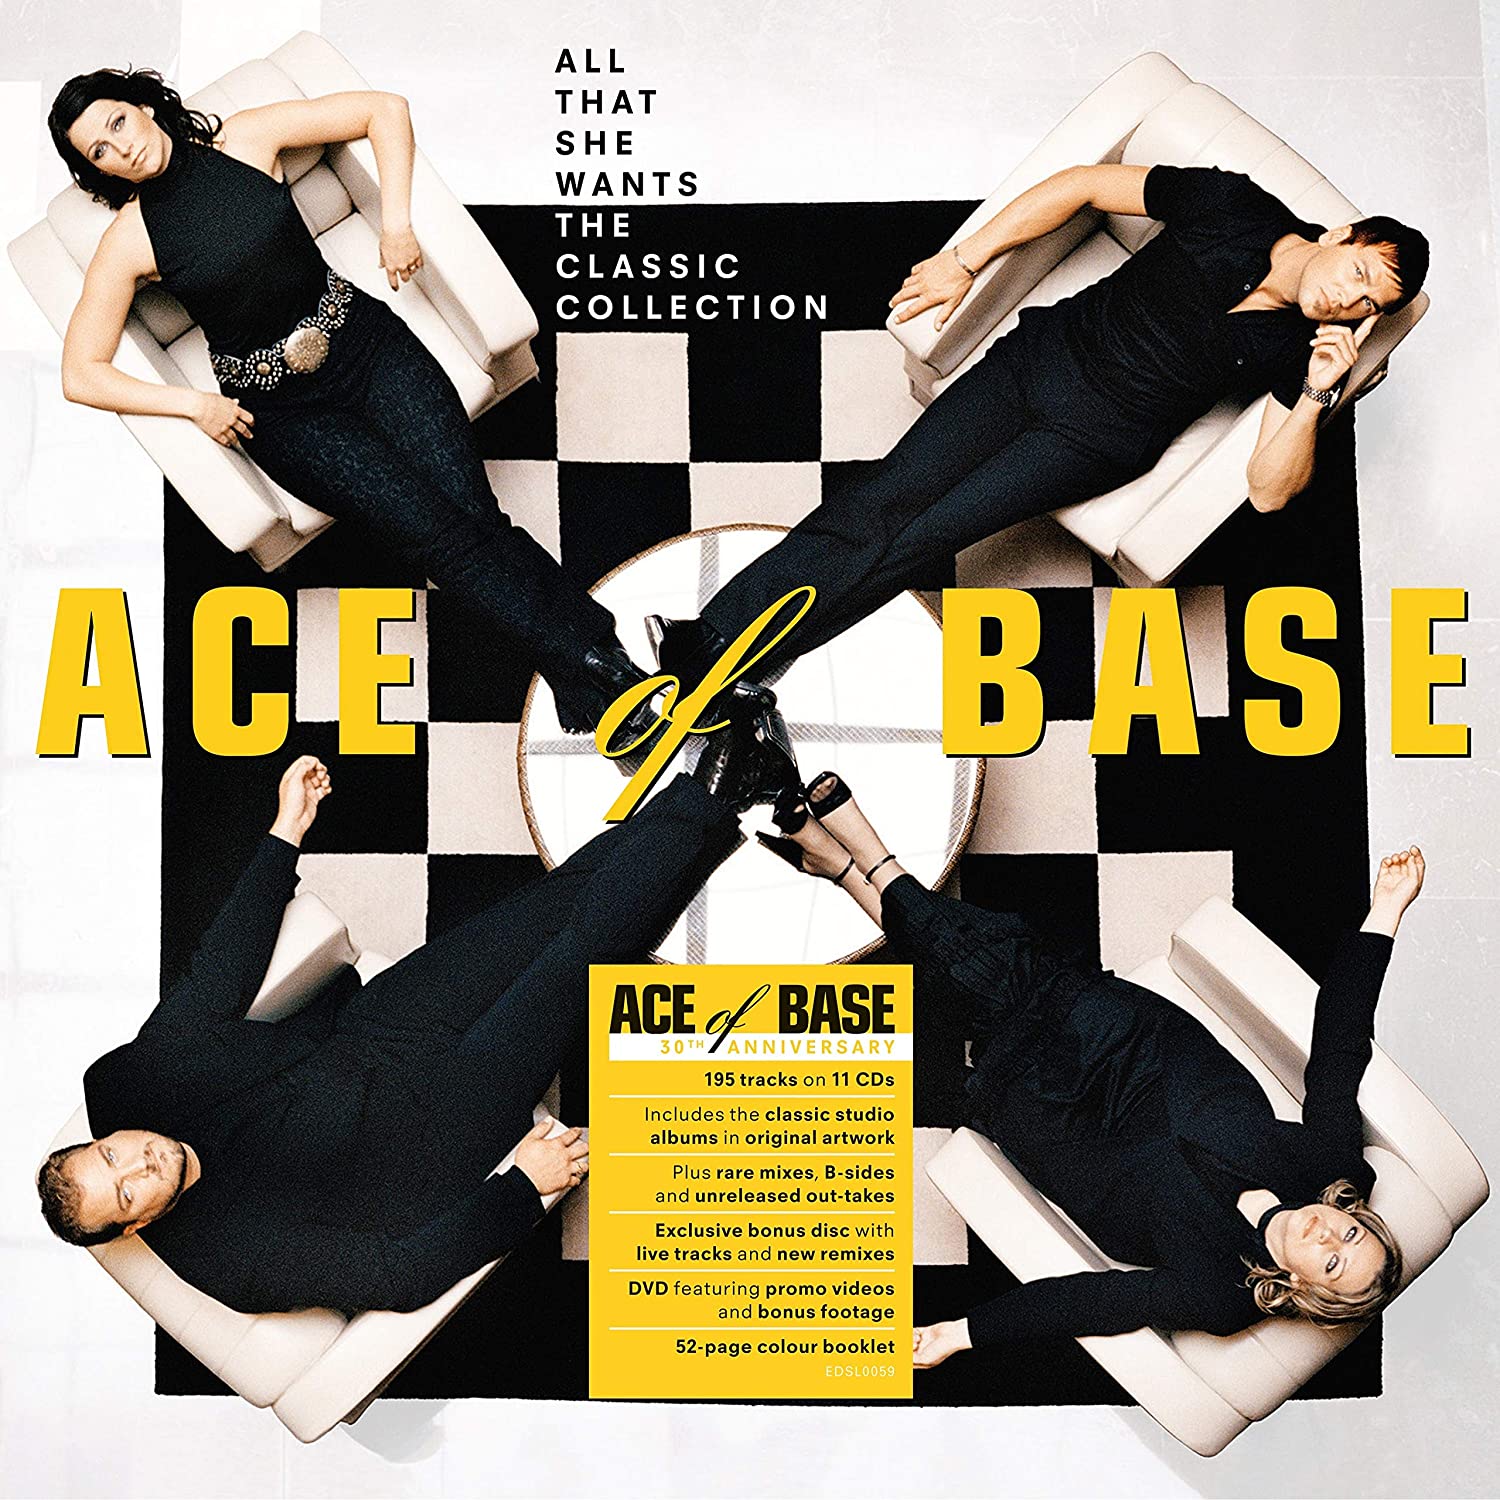 ALL
THAT
SHE
WANTS
THE
CLASSIC
COLLECTION
ACE of BASE
ACE of BASE
30TH ANNIVERSARY
195 tracks on 11 CDs
Includes the classic studio
albums in original artwork
Plus rare mixes, B-sides
and unreleased out-takes
Exclusive bonus disc with
live tracks and new remixes
DVD featuring promo videos
and bonus footage
52-page colour booklet
EDSL0059